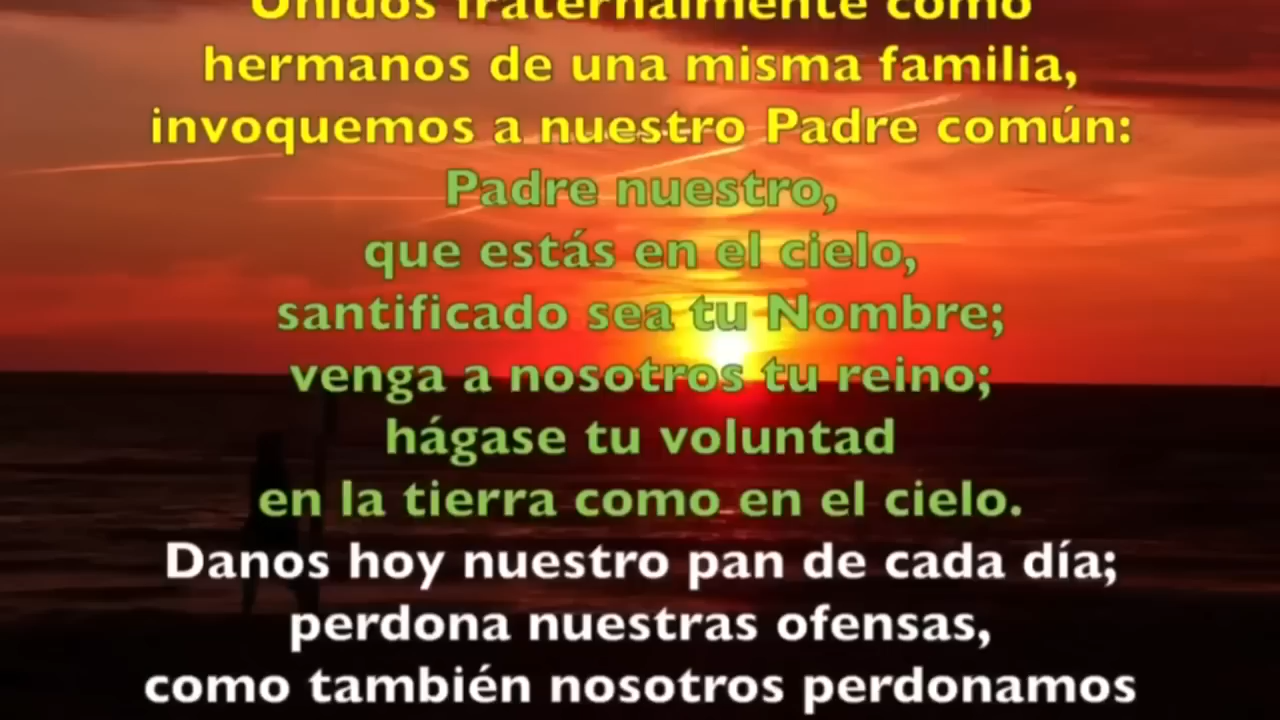 Unidos fraternalmente como
hermanos de una misma familia,
invoquemos a nuestro Padre común:
Padre nuestro,
que estás en el cielo,
santificado sea tu Nombre;
venga a nosotros tu reino;
hágase tu voluntad
en la tierra como en el cielo.
Danos hoy nuestro pan de cada día;
perdona nuestras ofensas,
como también nosotros perdonamos